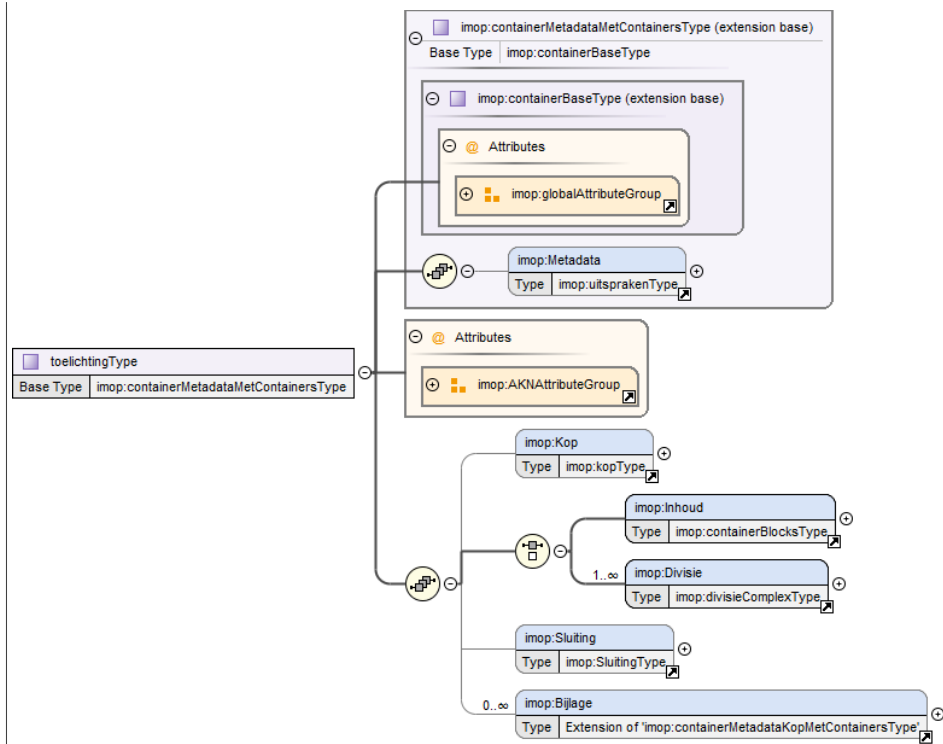 imop:containerMetadataMetContainersType (extension base)
Base Type imop:containerBaseType
imop:containerBaseType (extension base)
@ Attributes
imop:globalAttributeGroup
imop:Metadata
Type imop:uitsprakenType
@ Attributes
imop:AKNAttributeGroup
toelichtingType
Base Type imop:containerMetadataMetContainersType
imop:Kop
Type imop:kopType
imop:Inhoud
Type imop:containerBlocksType
1..∞
imop:Divisie
Type imop:divisieComplexType
imop:Sluiting
Type imop:SluitingType
0..∞
imop:Bijlage
Type Extension of 'imop:containerMetadataKopMetContainersType'